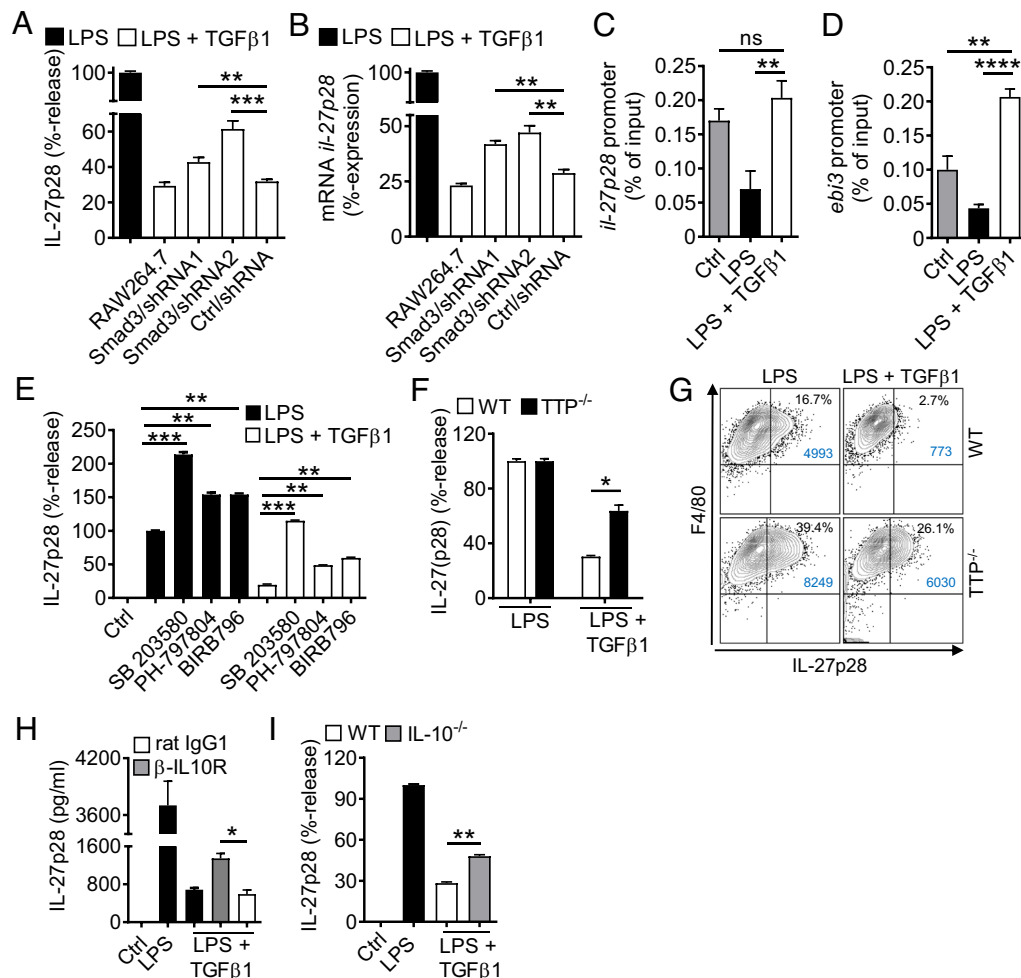 A
LPS
LPS + TGFβ1
IL-27p28 (%-release)
100
60
40
20
0
**
***
RAW264.7
Smad3/shRNA1
Smad3/shRNA2
Ctrl/shRNA
B
LPS
LPS + TGFβ1
mRNA il-27p28
(%-expression)
100
50
25
0
**
**
RAW264.7
Smad3/shRNA1
Smad3/shRNA2
Ctrl/shRNA
C
il-27p28 promoter
(% of input)
0.25
0.20
0.15
0.10
0.05
0
ns
**
Ctrl
LPS
LPS + TGFβ1
D
ebi3 promoter
(% of input)
0.25
0.20
0.15
0.10
0.05
0
**
****
Ctrl
LPS
LPS + TGFβ1
E
LPS
LPS + TGFβ1
IL-27p28 (%-release)
250
200
150
100
50
0
**
**
***
**
**
***
Ctrl
SB 203580
PH-797804
BIRB796
SB 203580
PH-797804
BIRB796
F
WT
TTP-/-
IL-27(p28) (%-release)
120
80
40
0
*
LPS
LPS +
TGFβ1
G
LPS
LPS + TGFβ1
16.7%
4993
2.7%
773
WT
39.4%
8249
26.1%
6030
TTP-/-
F4/80
IL-27p28
H
rat IgG1
β-IL10R
IL-27p28 (pg/ml)
4200
3600
1600
800
0
*
Ctrl
LPS
LPS +
TGFβ1
I
WT
IL-10-/-
IL-27p28 (%-release)
120
90
60
30
0
**
Ctrl
LPS
LPS +
TGFβ1